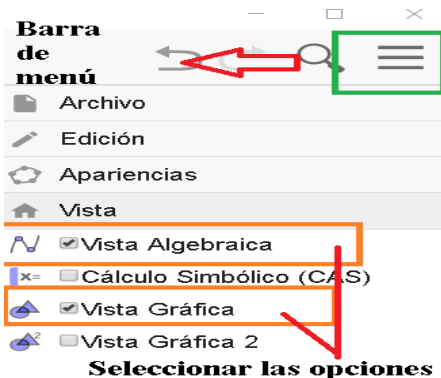 Barra
de
menú
Archivo
Edición
Apariencias
Vista
Vista Algebraica
x= Cálculo Simbólico (CAS)
Vista Gráfica
2 Vista Gráfica 2
Seleccionar las opciones